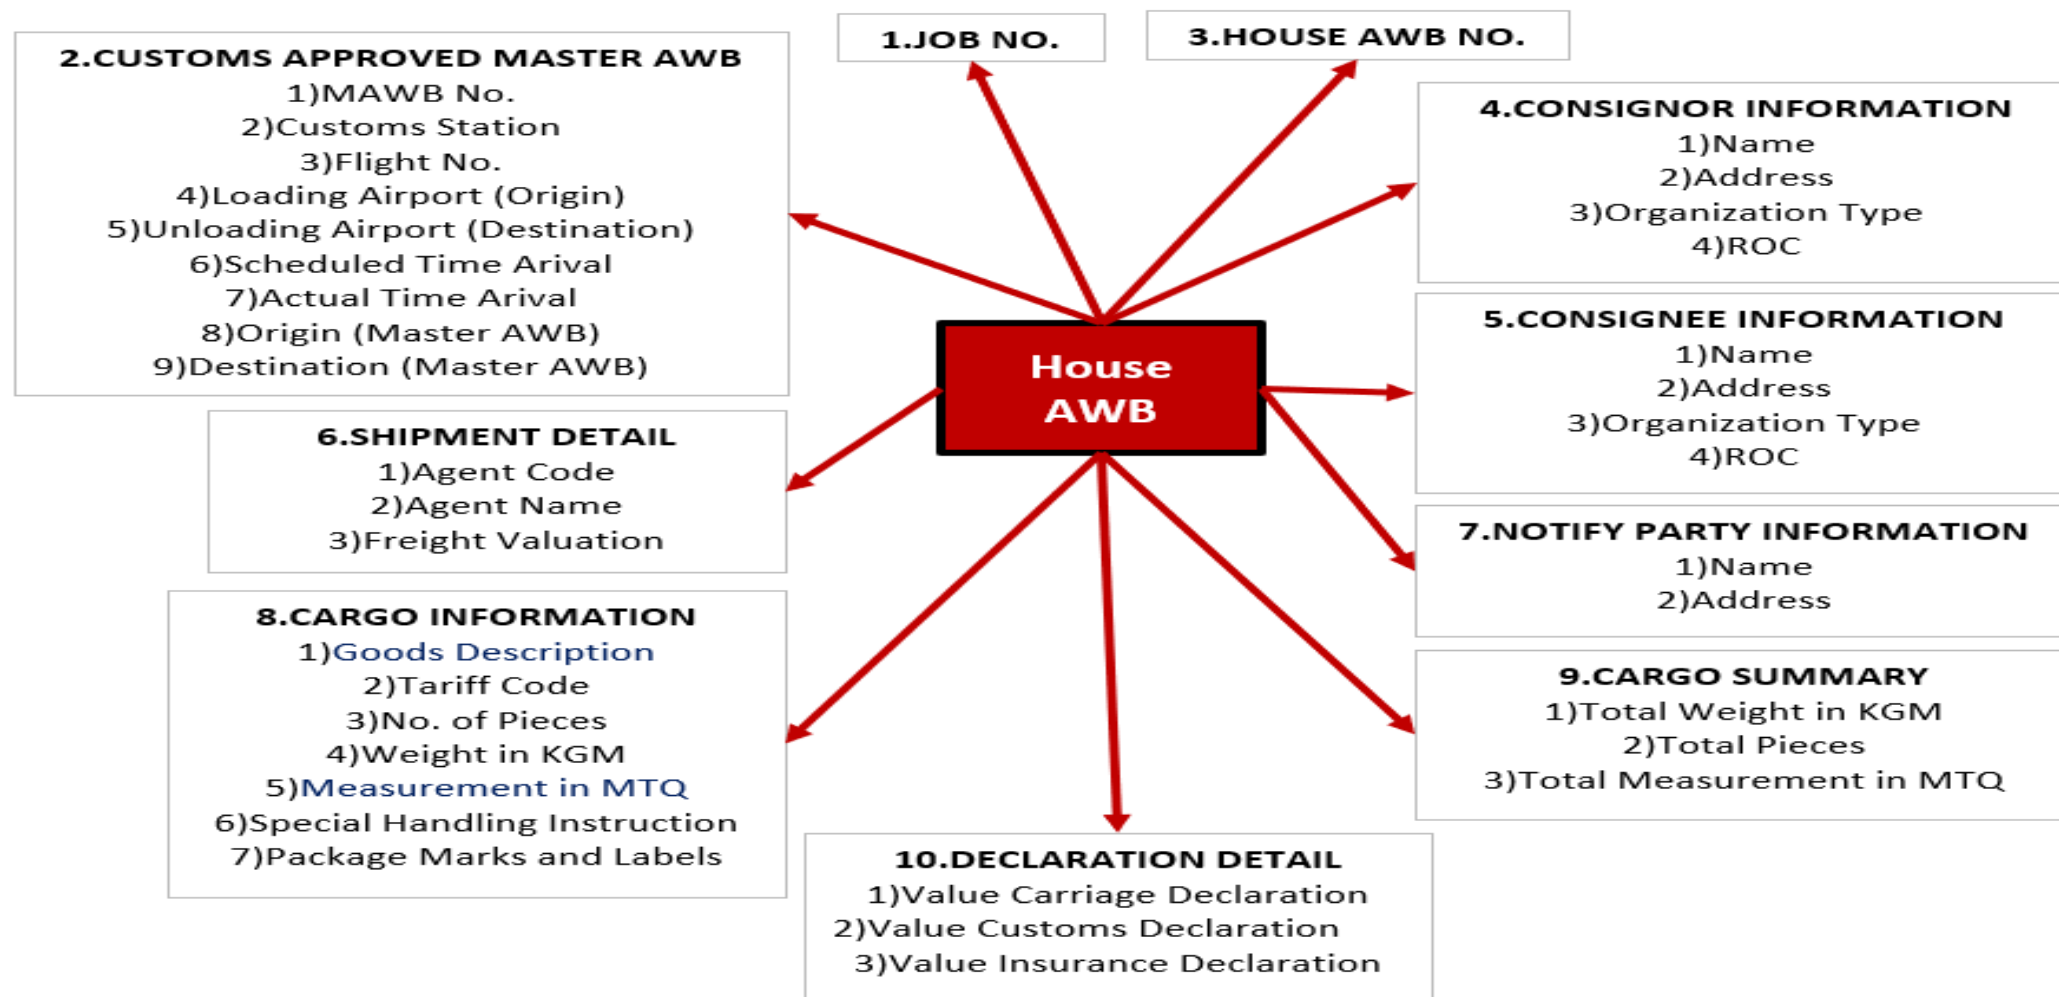 1.JOB NO.
3.HOUSE AWB NO.
2.CUSTOMS APPROVED MASTER AWB
1)MAWB No.
2)Customs Station
3)Flight No.
4)Loading Airport (Origin)
5)Unloading Airport (Destination)
6)Scheduled Time Arival
7)Actual Time Arival
8)Origin (Master AWB)
9)Destination (Master AWB)
4.CONSIGNOR INFORMATION
1)Name
2)Address
3)Organization Type
4)ROC
House
AWB
5.CONSIGNEE INFORMATION
1)Name
2)Address
3)Organization Type
4)ROC
6.SHIPMENT DETAIL
1)Agent Code
2)Agent Name
3)Freight Valuation
7.NOTIFY PARTY INFORMATION
1)Name
2)Address
8.CARGO INFORMATION
1)Goods Description
2)Tariff Code
3)No. of Pieces
4)Weight in KGM
5)Measurement in MTQ
6)Special Handling Instruction
7)Package Marks and Labels
9.CARGO SUMMARY
1)Total Weight in KGM
2)Total Pieces
3)Total Measurement in MTQ
10.DECLARATION DETAIL
1)Value Carriage Declaration
2)Value Customs Declaration
3)Value Insurance Declaration